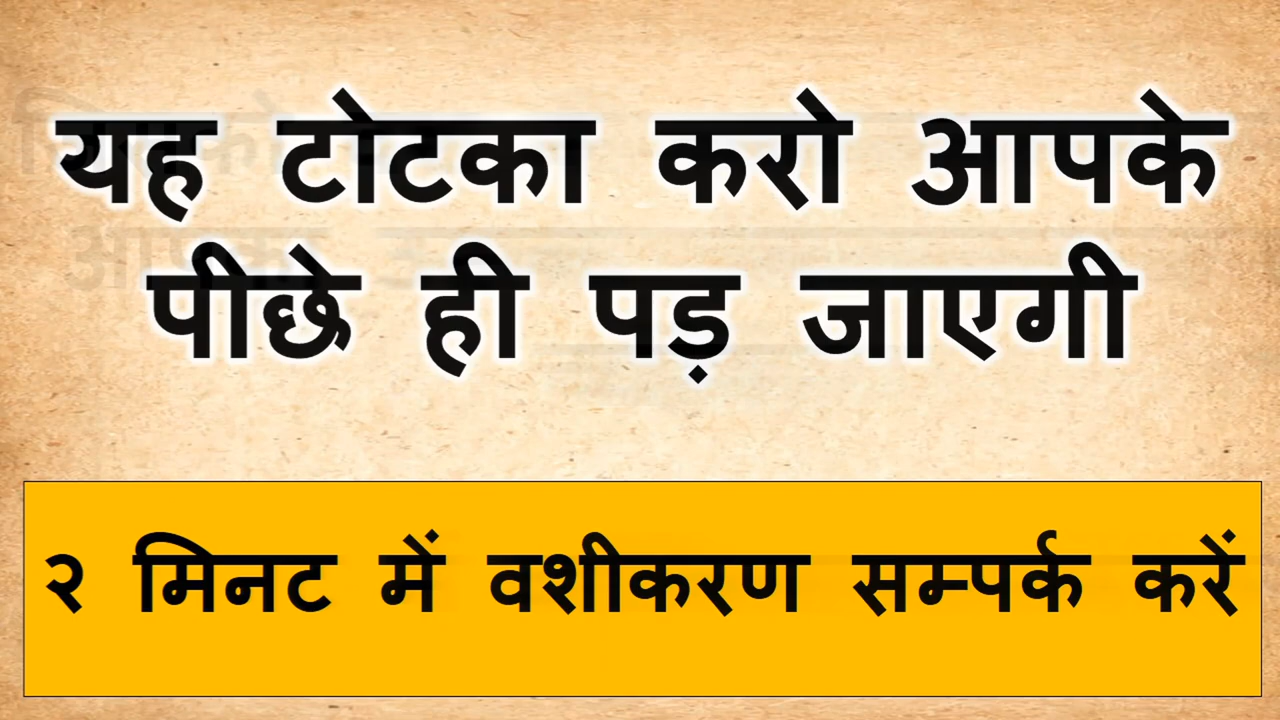 यह टोटका करो आपके
पीछे ही पड़ जाएगी
२ मिनट में वशीकरण सम्पर्क करें